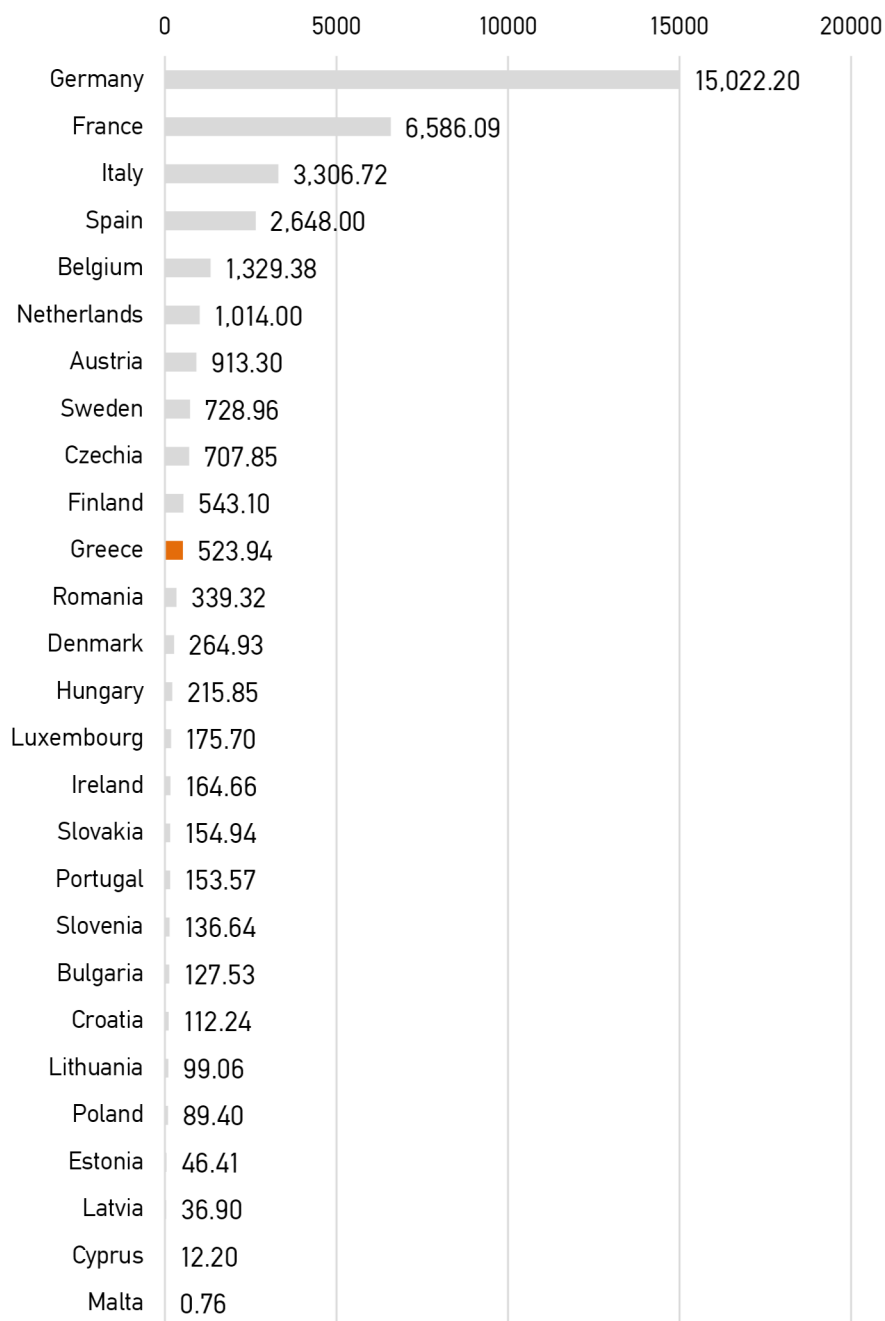 0 5000 10000 15000 20000
Germany 15,022.20
France 6,586.09
Italy 3,306.72
Spain 2,648.00
Belgium 1,329.38
Netherlands 1,014.00
Austria 913.30
Sweden 728.96
Czechia 707.85
Finland 543.10
Greece 523.94
Romania 339.32
Denmark 264.93
Hungary 215.85
Luxembourg 175.70
Ireland 164.66
Slovakia 154.94
Portugal 153.57
Slovenia 136.64
Bulgaria 127.53
Croatia 112.24
Lithuania 99.06
Poland 89.40
Estonia 46.41
Latvia 36.90
Cyprus 12.20
Malta 0.76